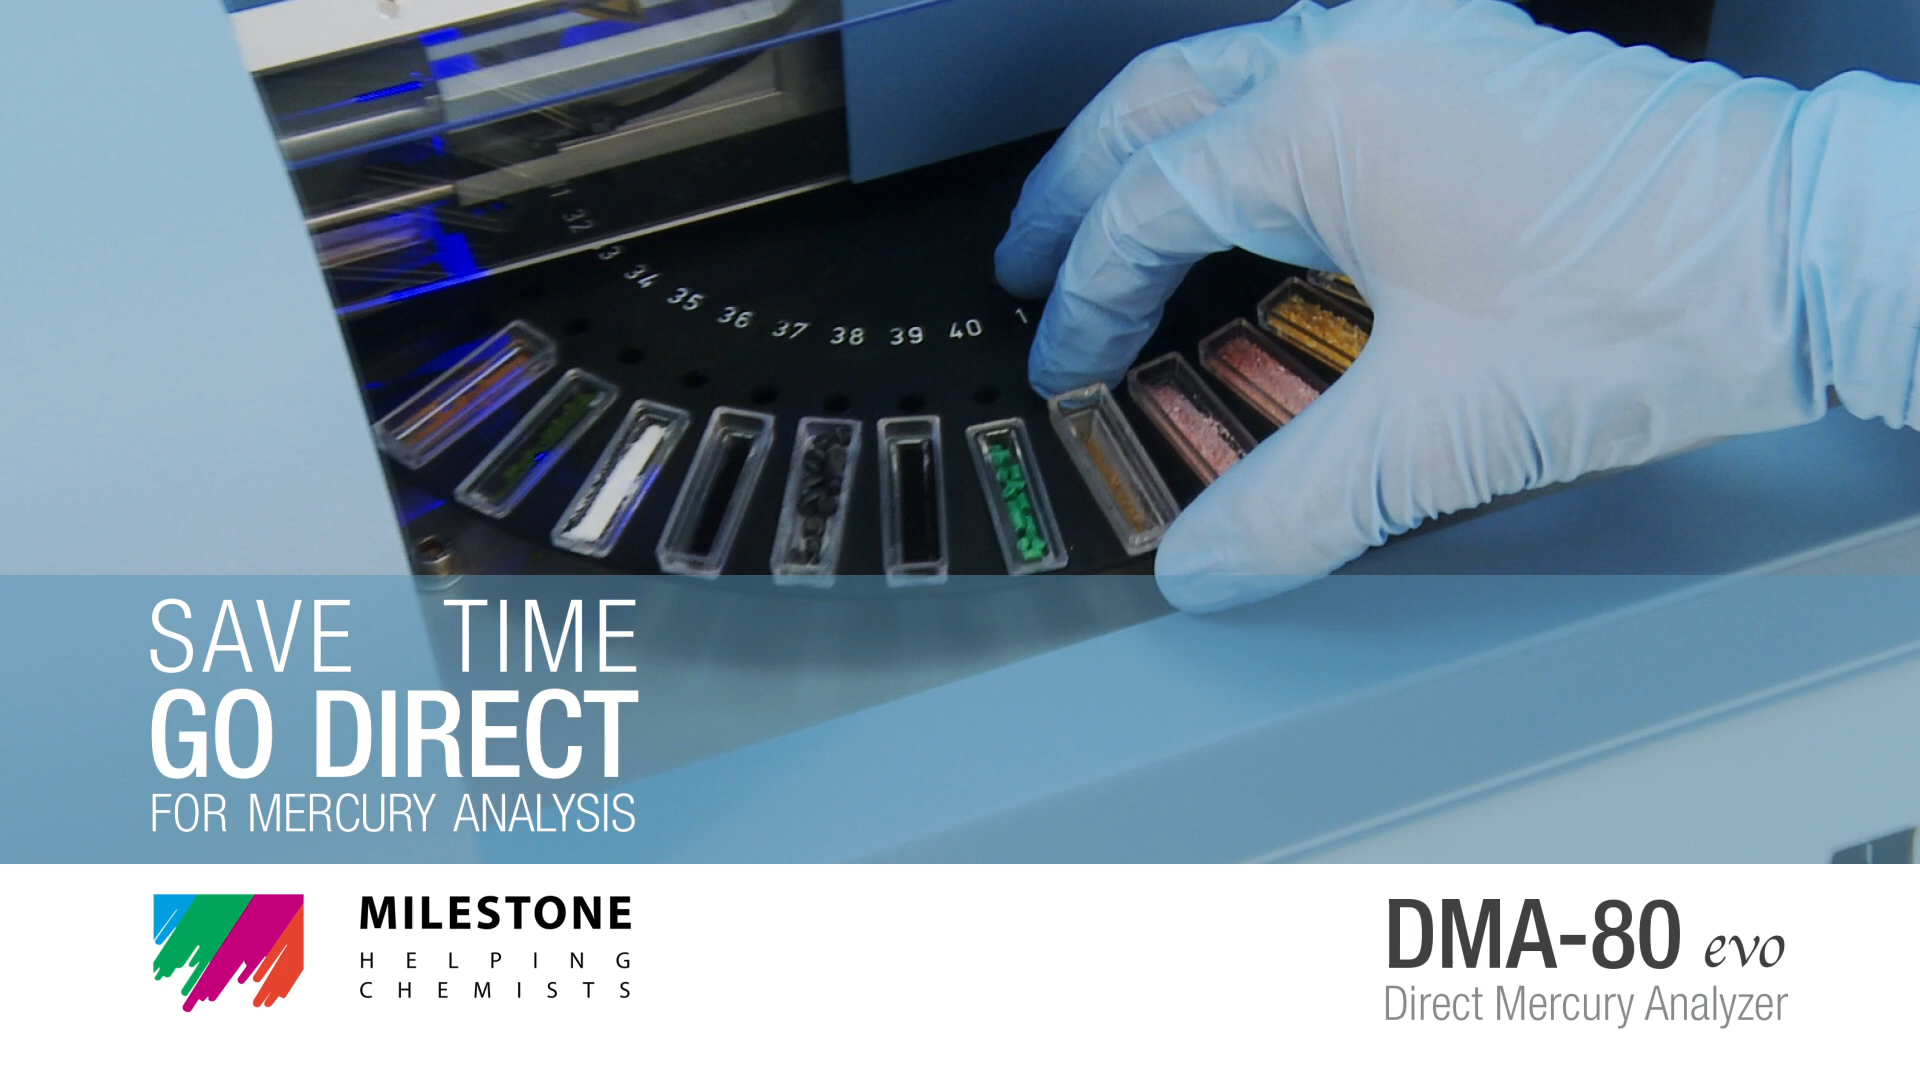 32
34
35
36
37
38
39
40
1
SAVE TIME
GO DIRECT
FOR MERCURY ANALYSIS
MILESTONE
HELPING
CHEMISTS
DMA-80 evo
Direct Mercury Analyzer